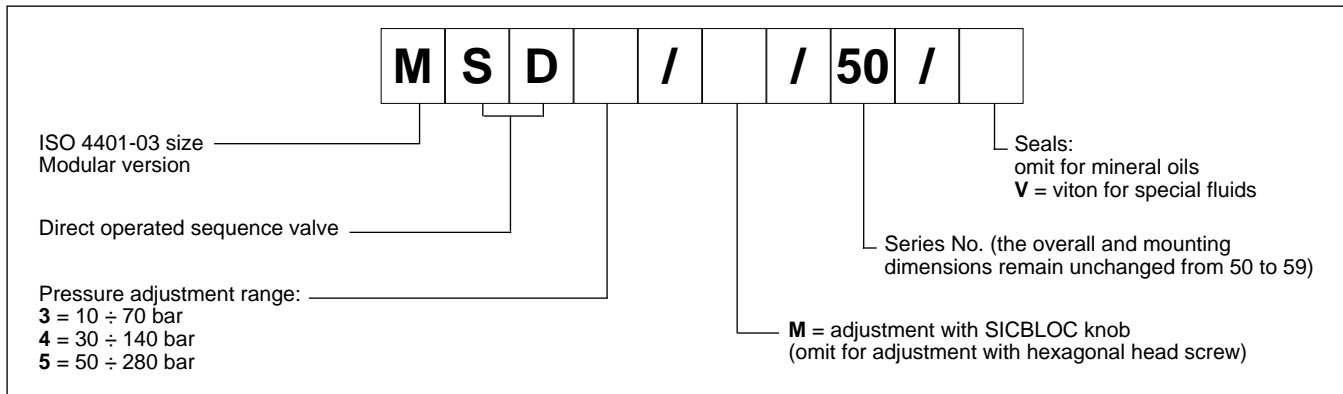 M S D / / 50 /
ISO 4401-03 size
Modular version
Direct operated sequence valve
Pressure adjustment range:
3 = 10 ÷ 70 bar
4 = 30 ÷ 140 bar
5 = 50 ÷ 280 bar
Seals:
omit for mineral oils
V = viton for special fluids
Series No. (the overall and mounting
dimensions remain unchanged from 50 to 59)
M = adjustment with SICBLOC knob
(omit for adjustment with hexagonal head screw)